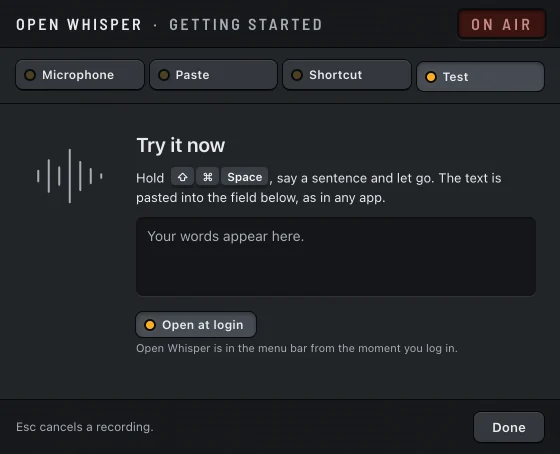 OPEN WHISPER · GETTING STARTED
ON AIR
Microphone
Paste
Shortcut
Test
Try it now
Hold ⇧ ⌘ Space, say a sentence and let go. The text is
pasted into the field below, as in any app.
Your words appear here.
Open at login
Open Whisper is in the menu bar from the moment you log in.
Esc cancels a recording.
Done